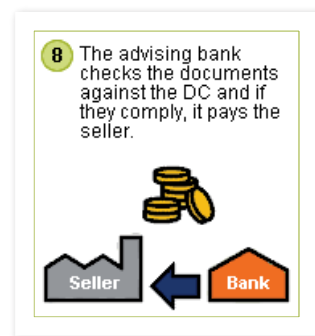 8
The advising bank
checks the documents
against the DC and if
they comply, it pays the
seller.
Seller
Bank